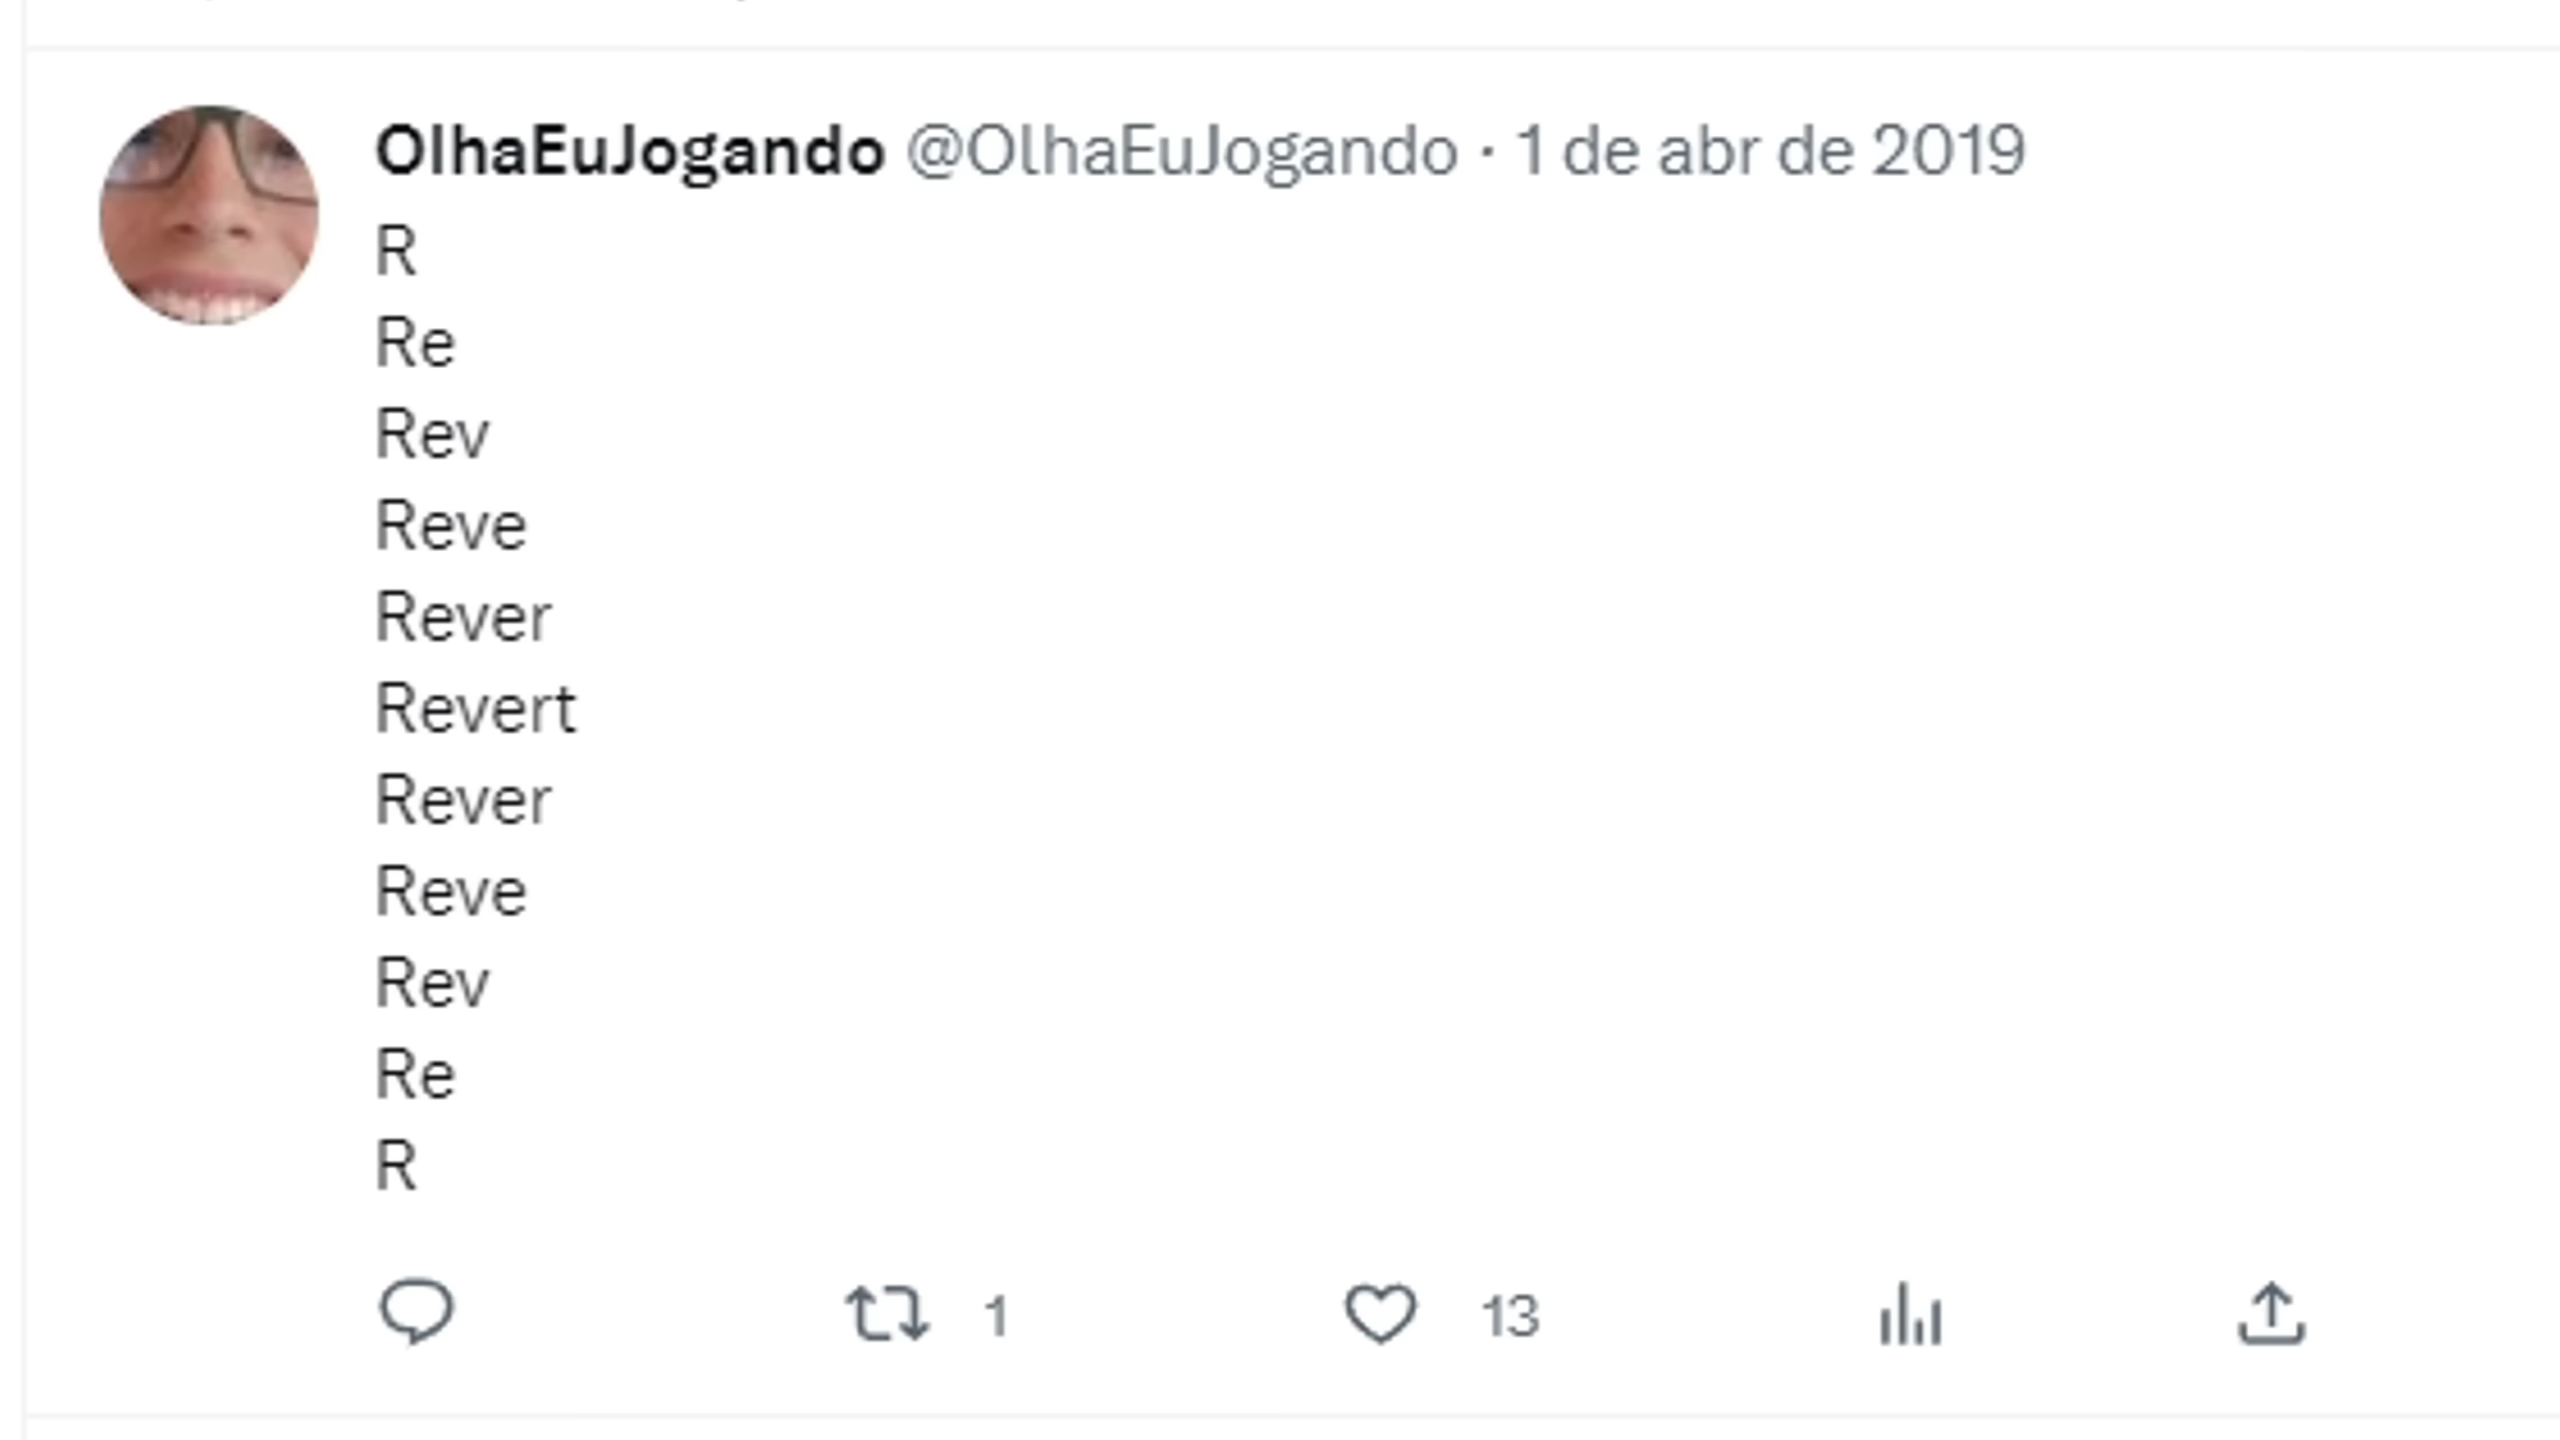 OlhaEuJogando @OlhaEuJogando · 1 de abr de 2019
R
Re
Rev
Reve
Rever
Revert
Rever
Reve
Rev
Re
R
1 13